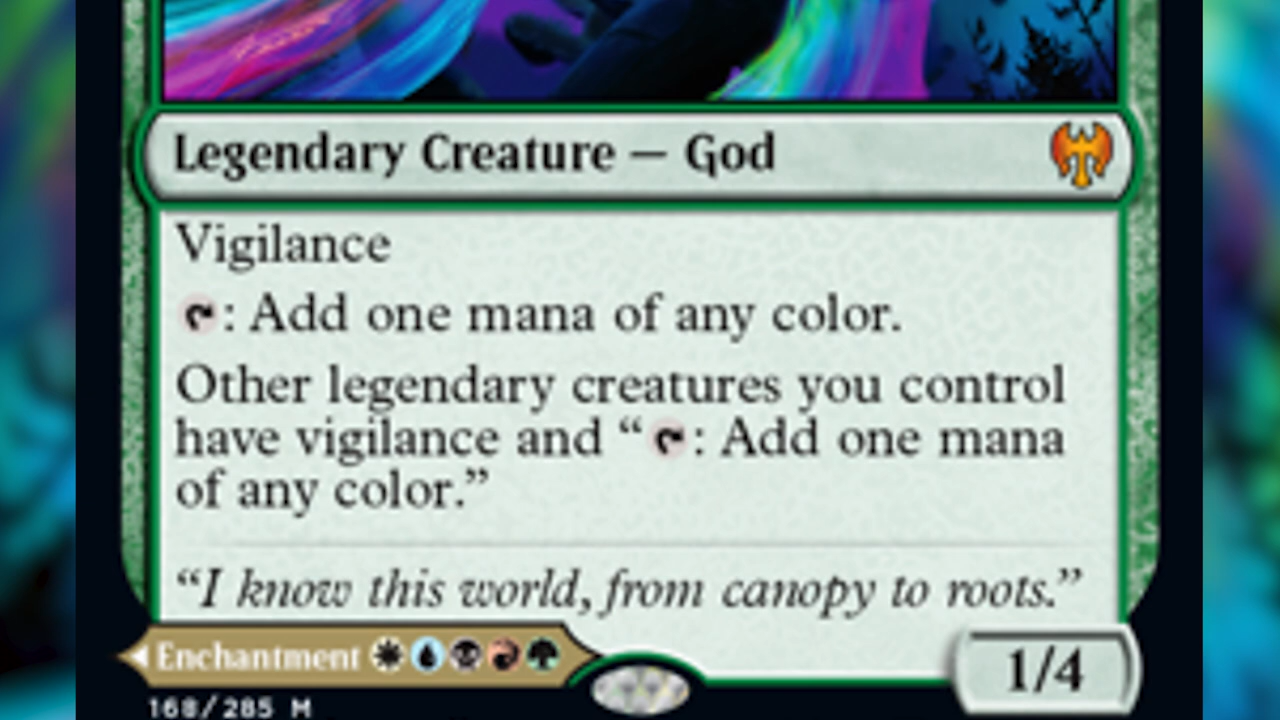 Legendary Creature — God
Vigilance
: Add one mana of any color.
Other legendary creatures you control
have vigilance and “ : Add one mana
of any color.”
“I know this world, from canopy to roots.”
Enchantment
1/4
168/285 M